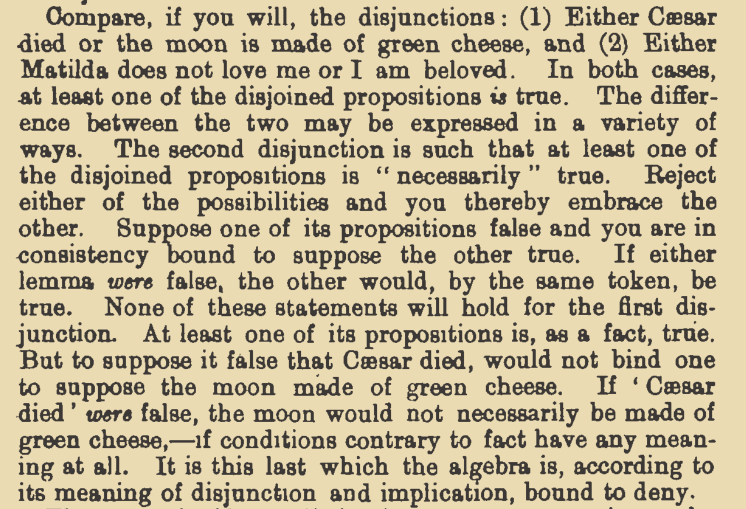 Compare, if you will, the disjunctions: (1) Either Cæsar
died or the moon is made of green cheese, and (2) Either
Matilda does not love me or I am beloved. In both cases,
at least one of the disjoined propositions is true. The differ-
ence between the two may be expressed in a variety of
ways. The second disjunction is such that at least one of
the disjoined propositions is "necessarily" true. Reject
either of the possibilities and you thereby embrace the
other. Suppose one of its propositions false and you are in
consistency bound to suppose the other true. If either
lemma were false, the other would, by the same token, be
true. None of these statements will hold for the first dis-
junction. At least one of its propositions is, as a fact, true.
But to suppose it false that Cæsar died, would not bind one
to suppose the moon made of green cheese. If 'Cæsar
died' were false, the moon would not necessarily be made of
green cheese,—if conditions contrary to fact have any mean-
ing at all. It is this last which the algebra is, according to
its meaning of disjunction and implication, bound to deny.